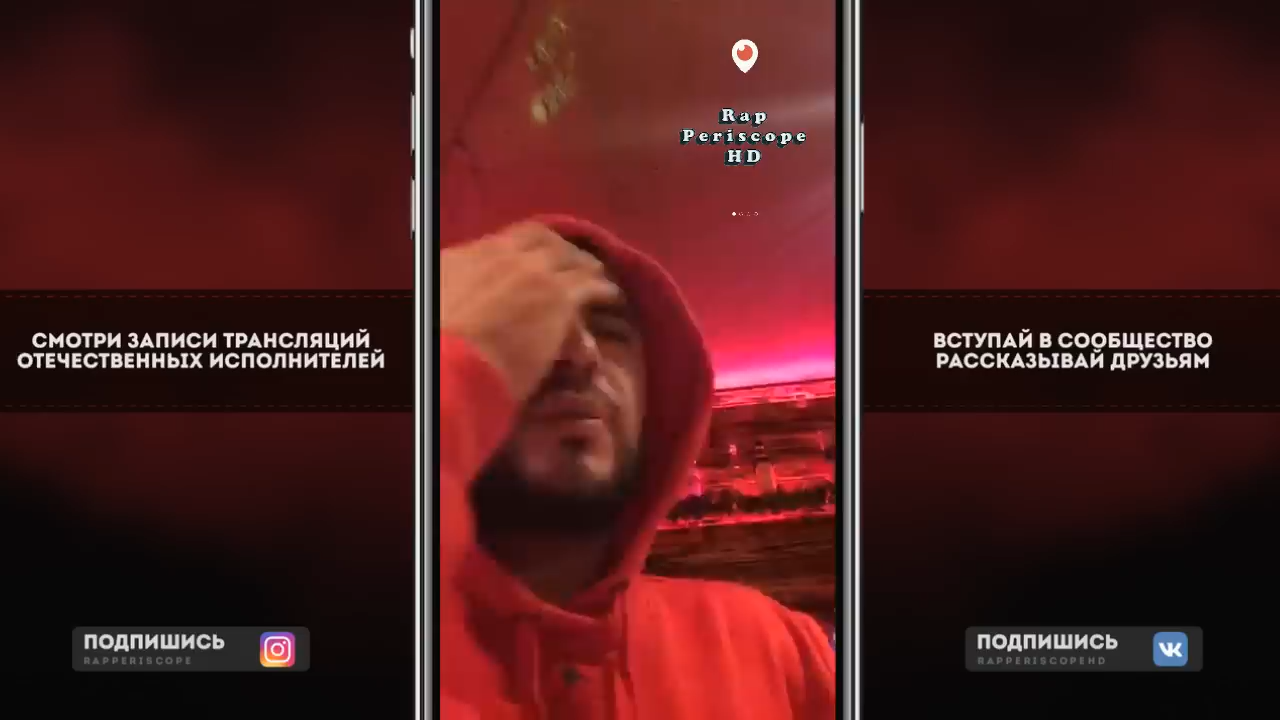 Rap
Periscope
HD
СМОТРИ ЗАПИСИ ТРАНСЛЯЦИЙ
ОТЕЧЕСТВЕННЫХ ИСПОЛНИТЕЛЕЙ
ВСТУПАЙ В СООБЩЕСТВО
РАССКАЗЫВАЙ ДРУЗЬЯМ
ПОДПИШИСЬ
RAPPERISCOPE
ПОДПИШИСЬ
RAPPERISCOPEHD